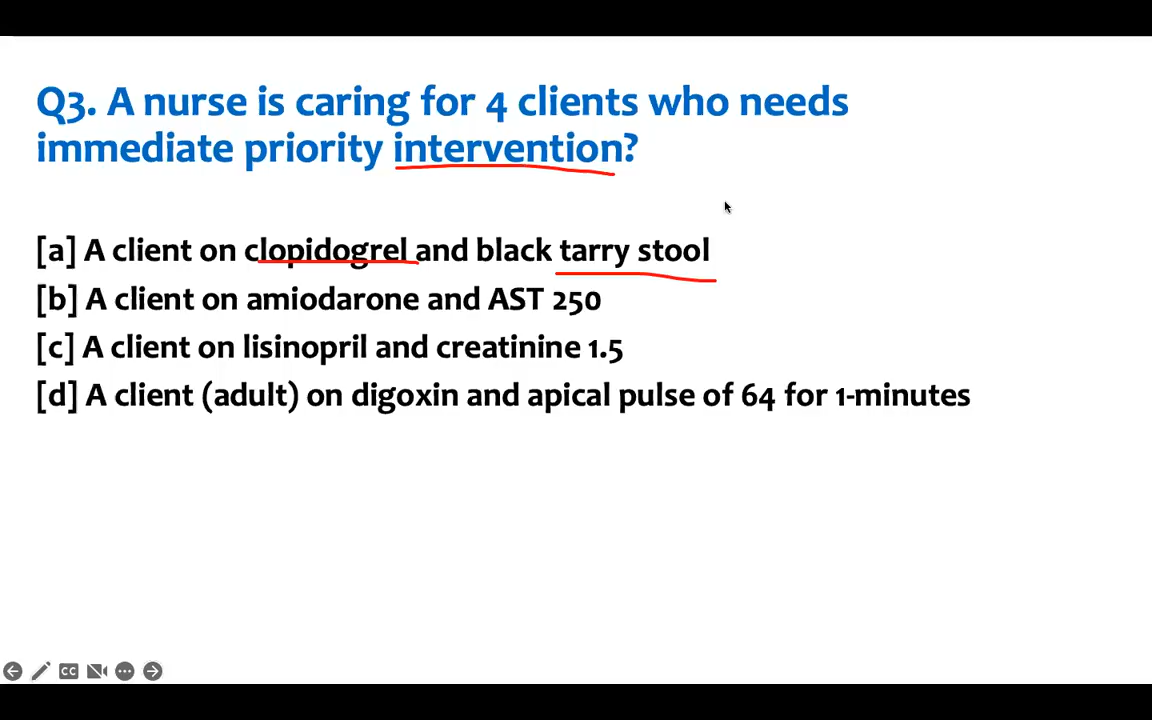 Q3. A nurse is caring for 4 clients who needs
immediate priority intervention?
[a] A client on clopidogrel and black tarry stool
[b] A client on amiodarone and AST 250
[c] A client on lisinopril and creatinine 1.5
[d] A client (adult) on digoxin and apical pulse of 64 for 1-minutes
CC